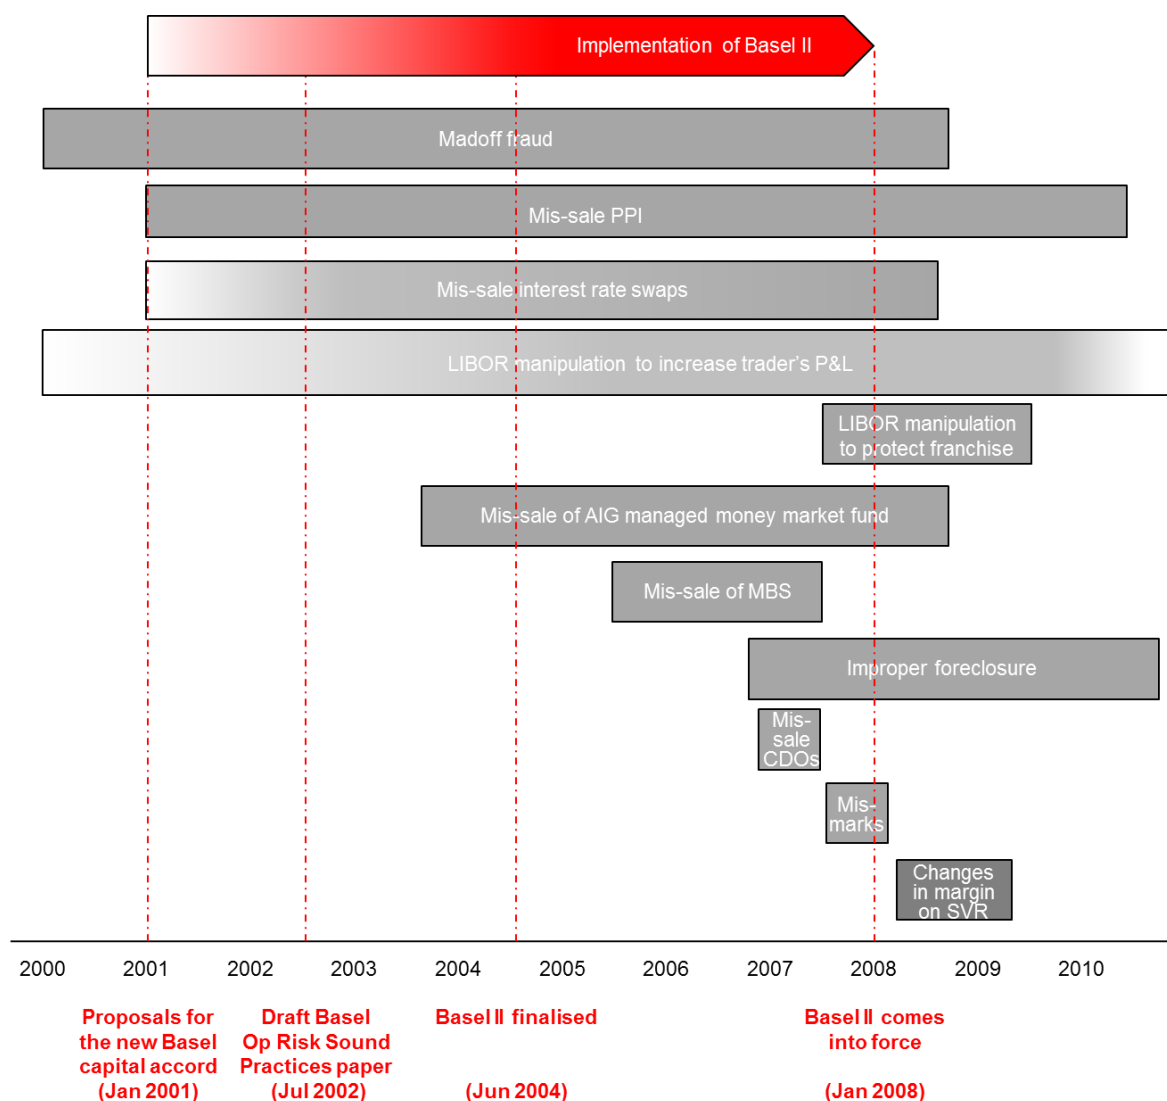 Implementation of Basel II
Madoff fraud
Mis-sale PPI
Mis-sale interest rate swaps
LIBOR manipulation to increase trader's P&L
LIBOR manipulation
to protect franchise
Mis-sale of AIG managed money market fund
Mis-sale of MBS
Improper foreclosure
Mis-
sale
CDOs
Mis-
marks
Changes
in margin
on SVR
2000 2001 2002 2003 2004 2005 2006 2007 2008 2009 2010
Proposals for
the new Basel
capital accord
(Jan 2001)
Draft Basel
Op Risk Sound
Practices paper
(Jul 2002)
Basel II finalised
(Jun 2004)
Basel II comes
into force
(Jan 2008)